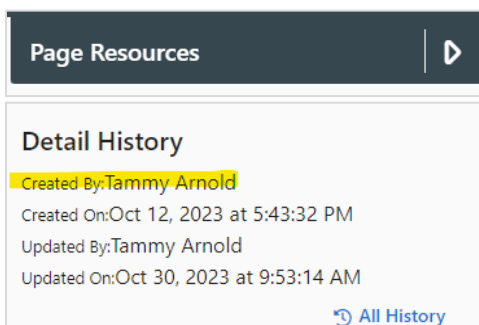 Page Resources
Detail History
Created By:Tammy Arnold
Created On:Oct 12, 2023 at 5:43:32 PM
Updated By:Tammy Arnold
Updated On:Oct 30, 2023 at 9:53:14 AM
All History